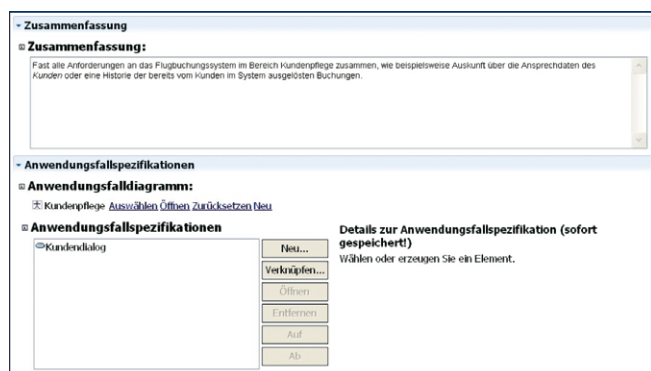 Zusammenfassung
Zusammenfassung:
Fast alle Anforderungen an das Flugbuchungssystem im Bereich Kundenpflege zusammen, wie beispielsweise Auskunft über die Ansprechdaten des
Kunden oder eine Historie der bereits vom Kunden im System ausgelösten Buchungen.
Anwendungsfallspezifikationen
Anwendungsfalldiagramm:
Kundenpflege Auswählen Öffnen Zurücksetzen Neu
Anwendungsfallspezifikationen
Kundendialog
Neu...
Verknüpfen...
Öffnen
Entfernen
Auf
Ab
Details zur Anwendungsfallspezifikation (sofort
gespeichert!)
Wählen oder erzeugen Sie ein Element.